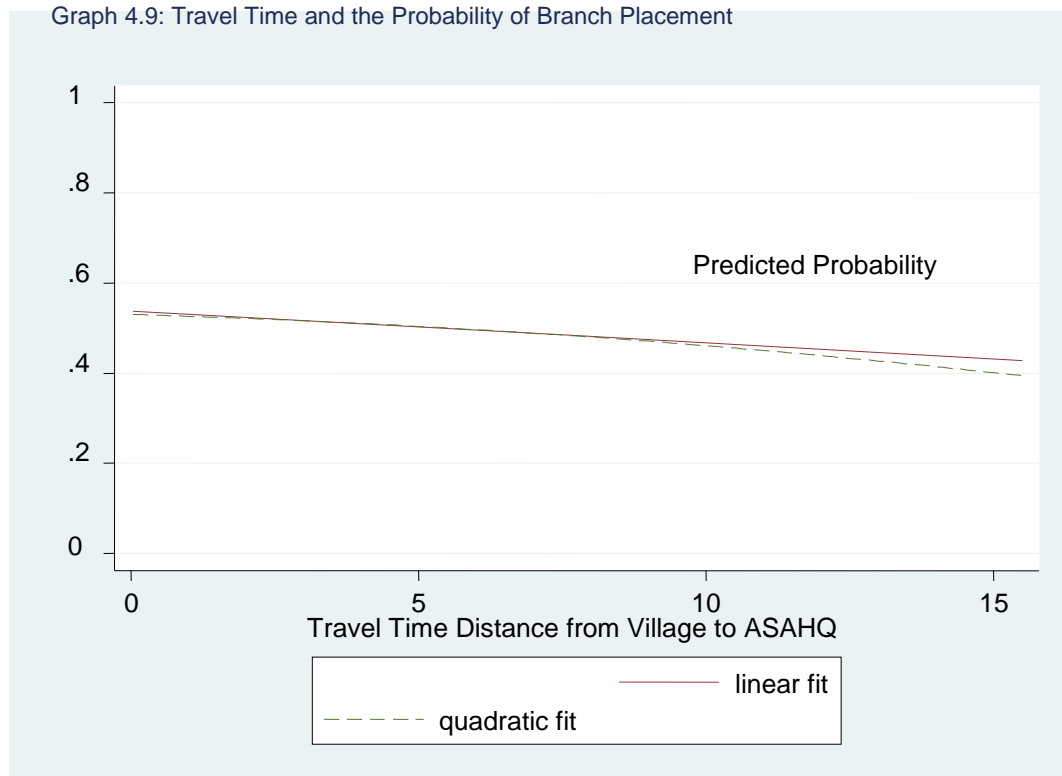 Graph 4.9: Travel Time and the Probability of Branch Placement
1
.8
.6
.4
.2
0
Predicted Probability
0 5 10 15
Travel Time Distance from Village to ASAHQ
linear fit
quadratic fit